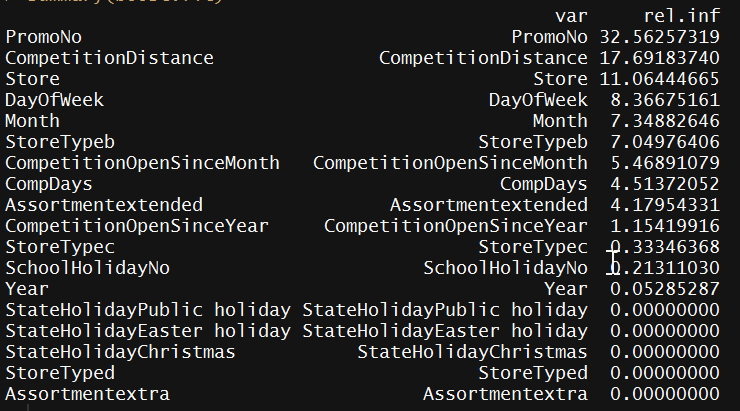 var rel.inf
PromoNo PromoNo 32.56257319
CompetitionDistance CompetitionDistance 17.69183740
Store Store 11.06444665
DayOfWeek DayOfWeek 8.36675161
Month Month 7.34882646
StoreTypeb StoreTypeb 7.04976406
CompetitionOpenSinceMonth CompetitionOpenSinceMonth 5.46891079
CompDays CompDays 4.51372052
Assortmentextended Assortmentextended 4.17954331
CompetitionOpenSinceYear CompetitionOpenSinceYear 1.15419916
StoreTypec StoreTypec 0.33346368
SchoolHolidayNo SchoolHolidayNo 0.21311030
Year Year 0.05285287
StateHolidayPublic holiday StateHolidayPublic holiday 0.00000000
StateHolidayEaster holiday StateHolidayEaster holiday 0.00000000
StateHolidayChristmas StateHolidayChristmas 0.00000000
StoreTyped StoreTyped 0.00000000
Assortmentextra Assortmentextra 0.00000000